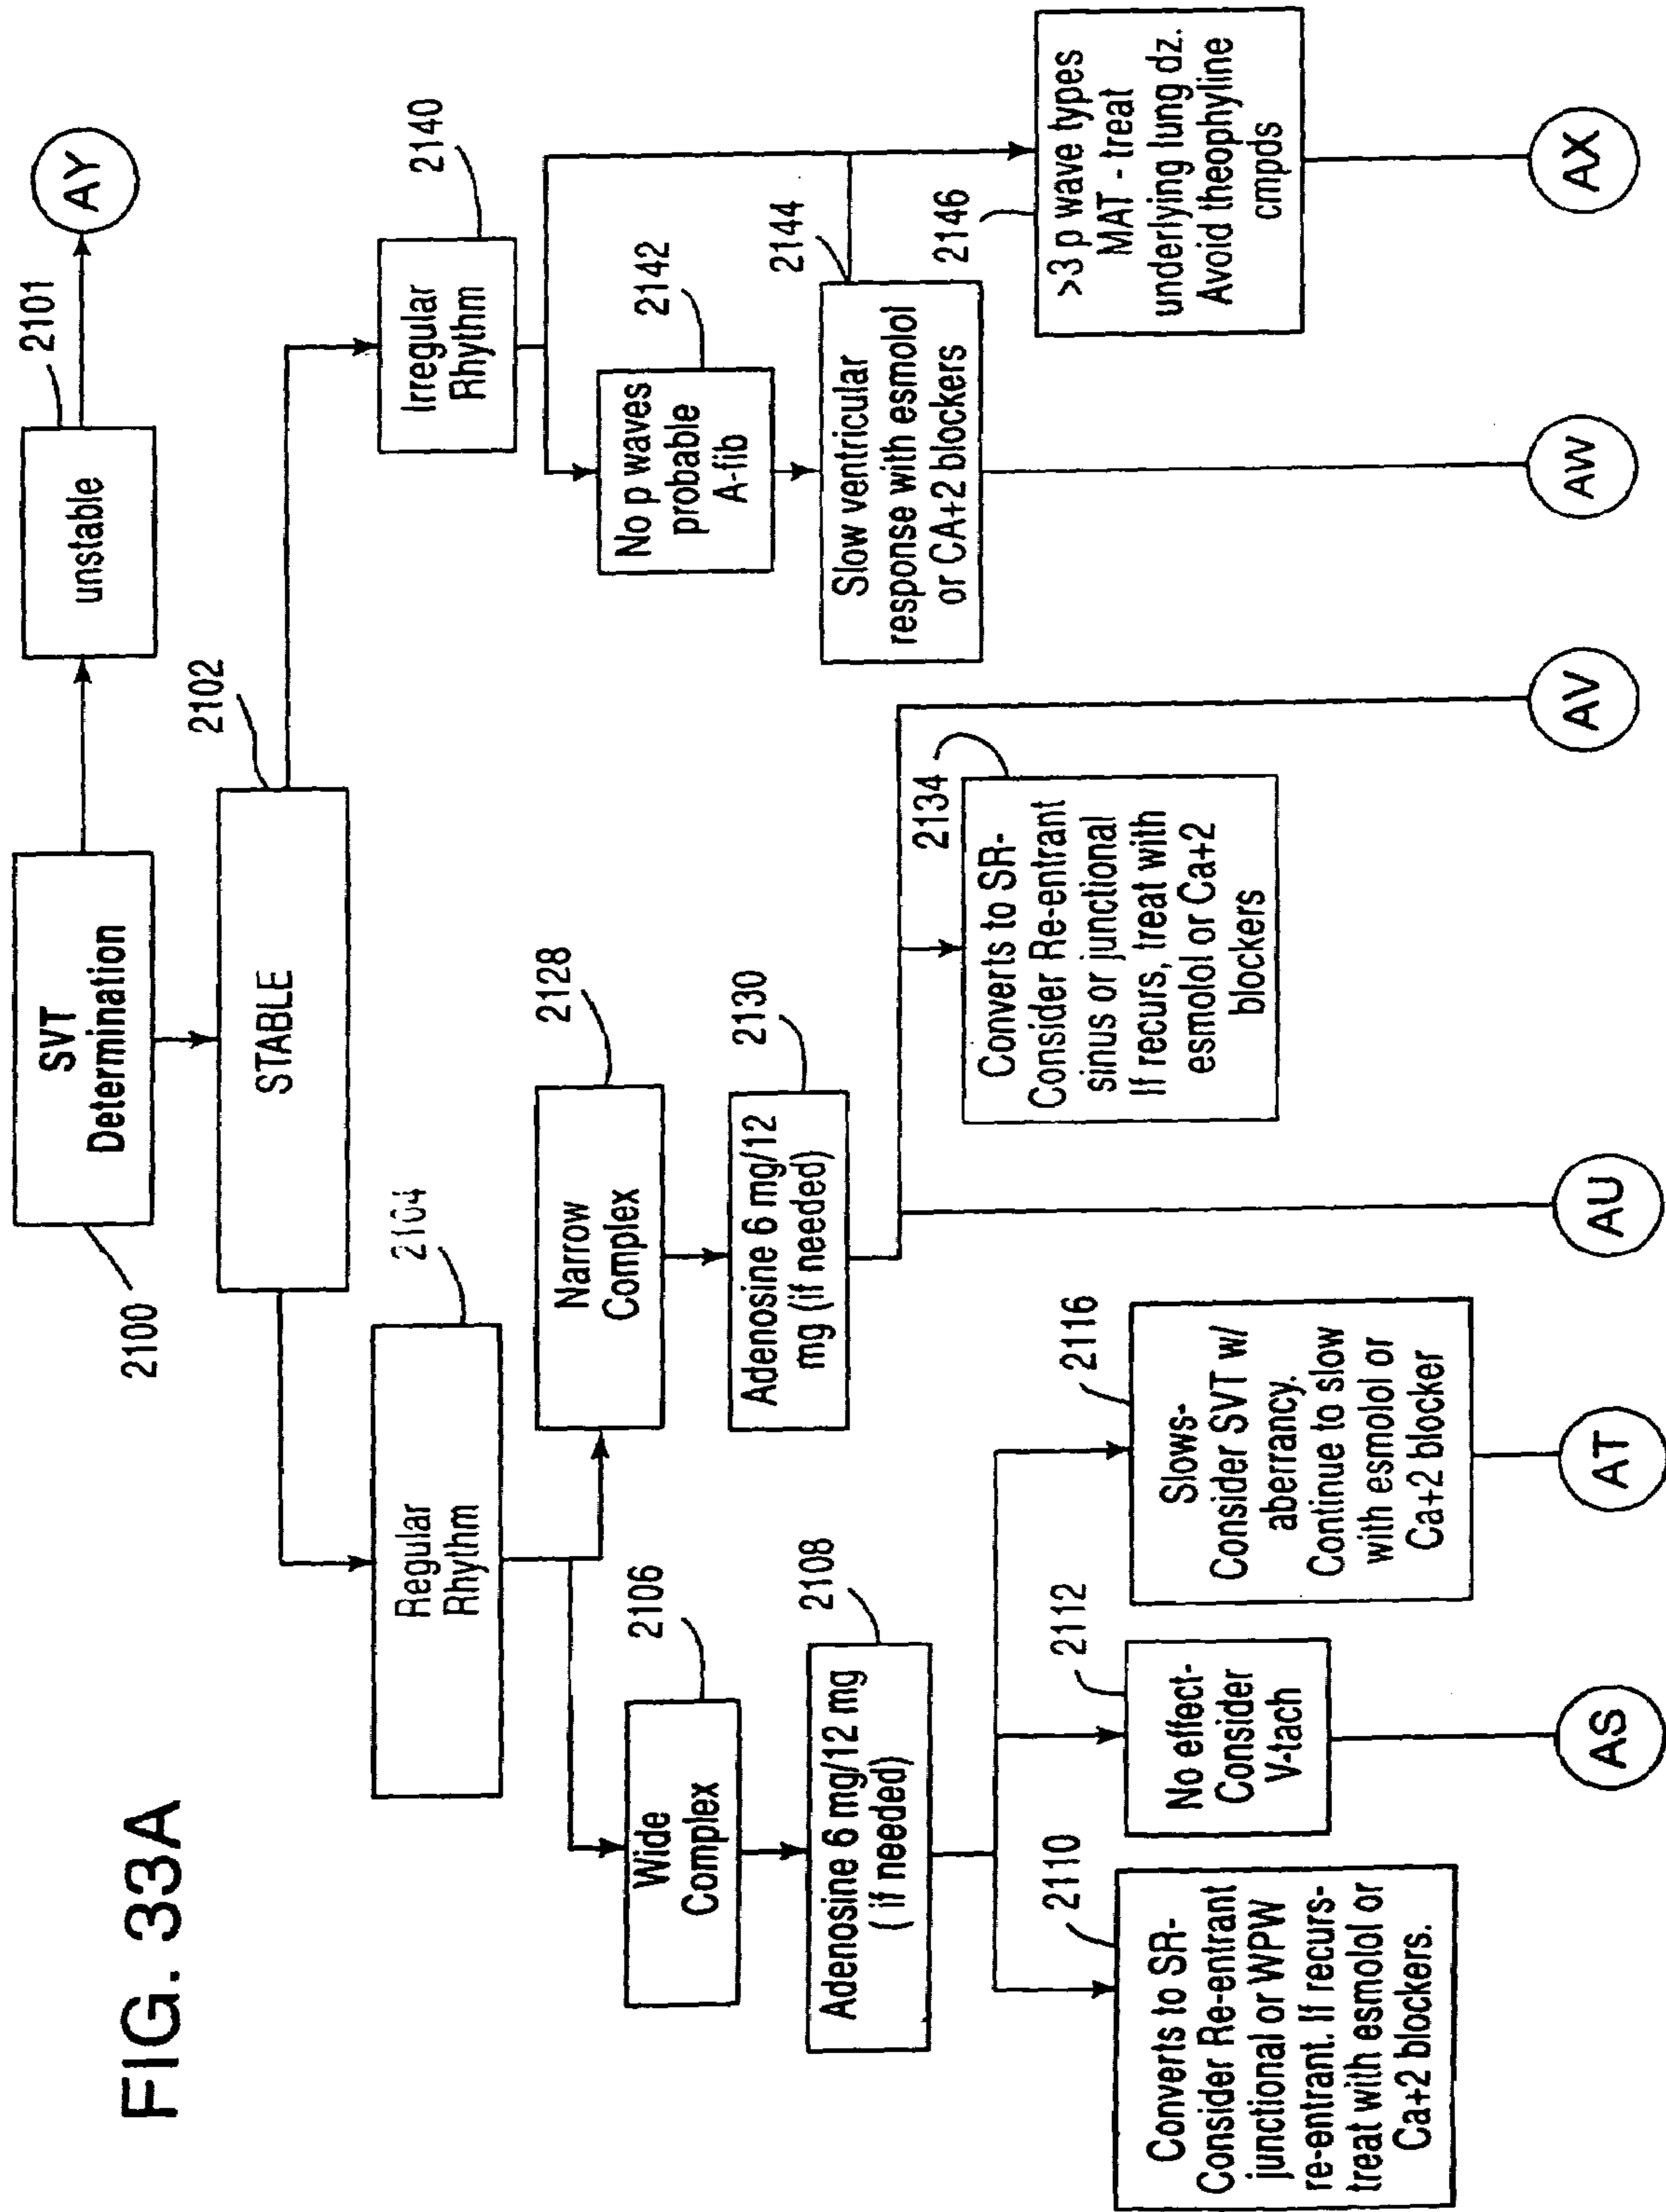 FIG. 33A
SVT
Determination
2100
unstable
2101
AY
STABLE
2102
Regular
Rhythm
2104
Irregular
Rhythm
2140
Wide
Complex
2106
Narrow
Complex
2128
No p waves
probable
A-fib
2142
Adenosine 6 mg/12 mg
( if needed)
2108
Adenosine 6 mg/12
mg (if needed)
2130
Slow ventricular
response with esmolol
or CA+2 blockers
2144
Converts to SR-
Consider Re-entrant
junctional or WPW
re-entrant. If recurs-
treat with esmolol or
Ca+2 blockers.
2110
No effect-
Consider
V-tach
2112
Slows-
Consider SVT w/
aberrancy.
Continue to slow
with esmolol or
Ca+2 blocker
2116
Converts to SR-
Consider Re-entrant
sinus or junctional
If recurs, treat with
esmolol or Ca+2
blockers
2134
>3 p wave types
MAT - treat
underlying lung dz.
Avoid theophyline
cmpds
2146
AS
AT
AU
AV
AW
AX